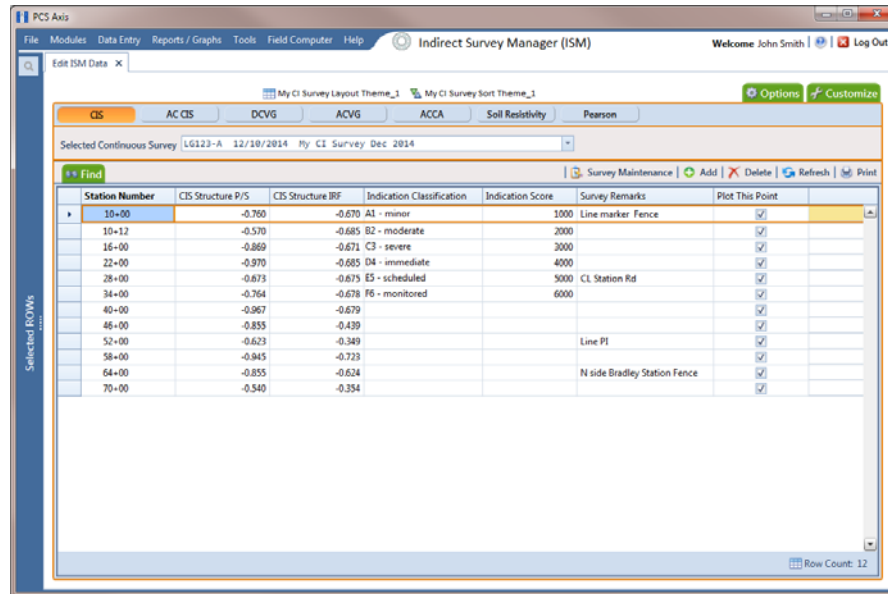 PCS Axis
File Modules Data Entry Reports / Graphs Tools Field Computer Help Indirect Survey Manager (ISM) Welcome John Smith Log Out
Edit ISM Data X
My CI Survey Layout Theme_1 My CI Survey Sort Theme_1 Options Customize
CIS AC CIS DCVG ACVG ACCA Soil Resistivity Pearson
Selected Continuous Survey LG123-A 12/10/2014 My CI Survey Dec 2014
Find Survey Maintenance Add Delete Refresh Print
Station Number CIS Structure P/S CIS Structure IRF Indication Classification Indication Score Survey Remarks Plot This Point
10+00 -0.760 -0.670 A1 - minor 1000 Line marker Fence
10+12 -0.570 -0.685 B2 - moderate 2000
16+00 -0.869 -0.671 C3 - severe 3000
22+00 -0.970 -0.685 D4 - immediate 4000
28+00 -0.673 -0.675 E5 - scheduled 5000 CL Station Rd
34+00 -0.764 -0.678 F6 - monitored 6000
40+00 -0.967 -0.679
46+00 -0.855 -0.439
52+00 -0.623 -0.349 Line PI
58+00 -0.945 -0.723
64+00 -0.855 -0.624 N side Bradley Station Fence
70+00 -0.540 -0.354
Selected ROWs
Row Count: 12